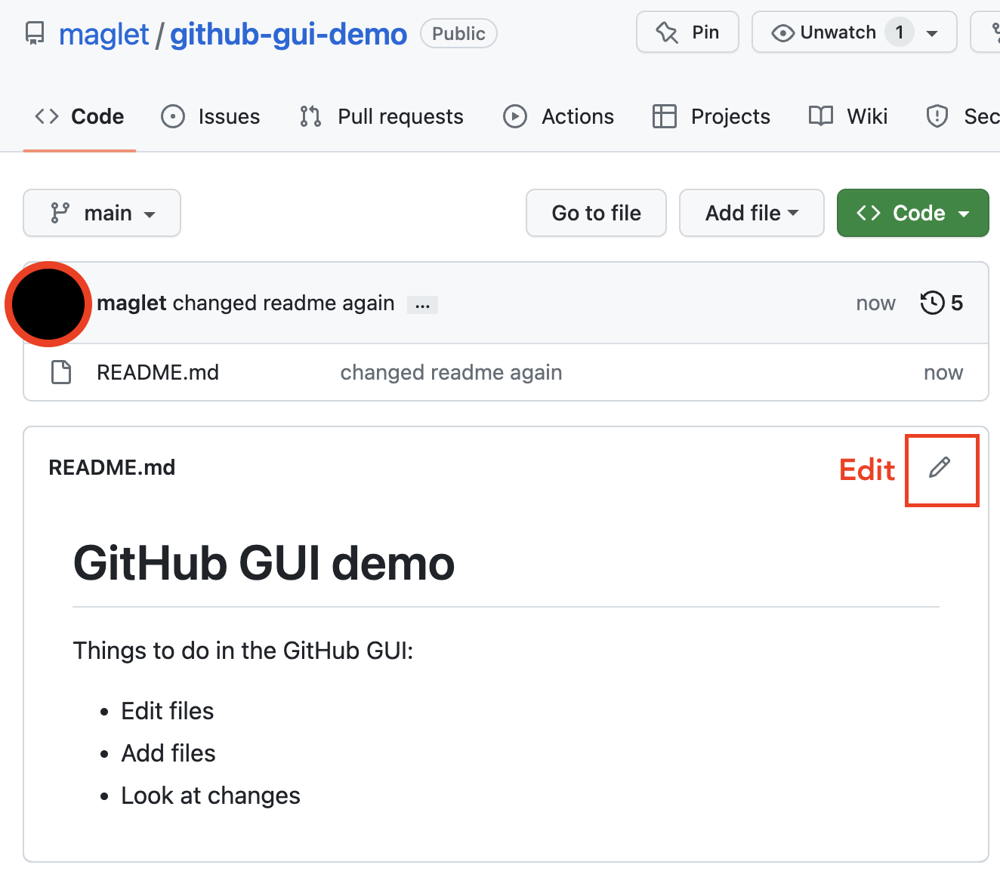 maglet / github-gui-demo Public Pin Unwatch 1
Code Issues Pull requests Actions Projects Wiki Sec
main Go to file Add file Code
maglet changed readme again ... now 5
README.md changed readme again now
README.md Edit
GitHub GUI demo
Things to do in the GitHub GUI:
• Edit files
• Add files
• Look at changes